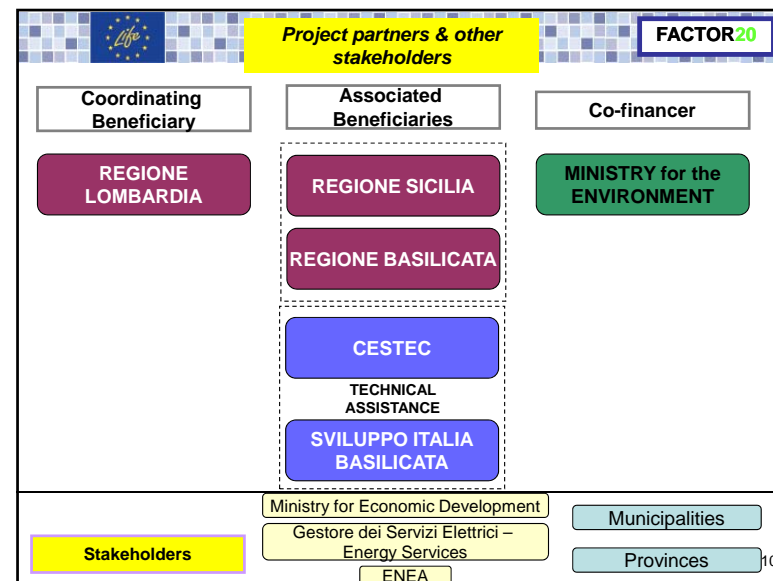 Life
Project partners & other
stakeholders
FACTOR20
Coordinating
Beneficiary
Associated
Beneficiaries
Co-financer
REGIONE
LOMBARDIA
REGIONE SICILIA
MINISTRY for the
ENVIRONMENT
REGIONE BASILICATA
CESTEC
TECHNICAL
ASSISTANCE
SVILUPPO ITALIA
BASILICATA
Stakeholders
Ministry for Economic Development
Gestore dei Servizi Elettrici –
Energy Services
ENEA
Municipalities
Provinces
10